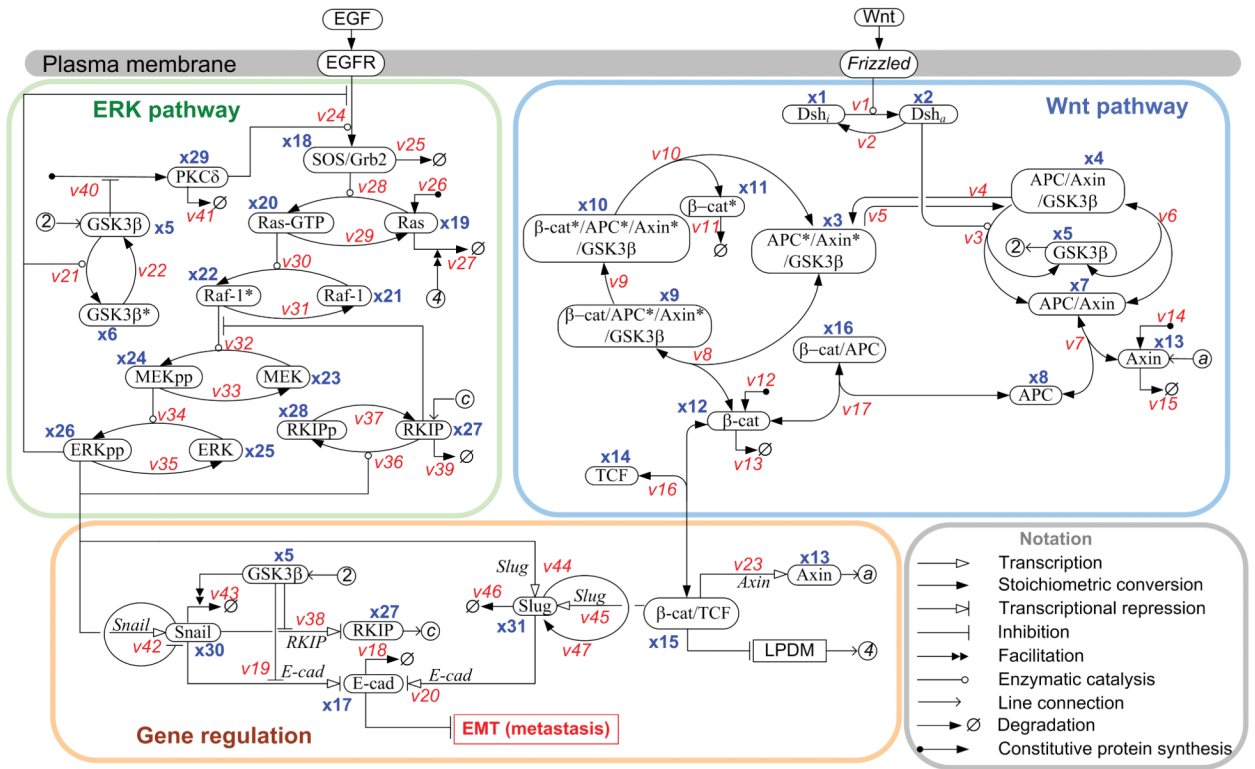 EGF
Wnt
Plasma membrane
EGFR
Frizzled
ERK pathway
v24
x18
SOS/Grb2
v25
∅
x29
PKCδ
v40
v41
∅
v28
v26
x20
Ras-GTP
Ras
x19
v29
v27
∅
4
2
GSK3β
x5
v21
v22
GSK3β*
x6
v30
x22
Raf-1*
Raf-1
x21
v31
v32
x24
MEKpp
MEK
x23
v33
v34
x26
ERKpp
ERK
x25
v35
x28
RKIPp
v37
c
RKIP
x27
v36
v39
∅
Wnt pathway
x1
Dshi
v1
x2
Dsha
v2
v10
x11
β−cat*
v11
∅
x10
β-cat*/APC*/Axin*
/GSK3β
x3
APC*/Axin*
/GSK3β
v4
v5
x4
APC/Axin
/GSK3β
v3
v6
2
x5
GSK3β
x7
APC/Axin
v9
x9
β−cat/APC*/Axin*
/GSK3β
v8
x16
β−cat/APC
v7
v14
x13
Axin
a
v15
∅
x8
APC
v12
x12
β-cat
v13
∅
v17
x14
TCF
v16
x5
GSK3β
2
v43
∅
Snail
Snail
v42
x30
v38
RKIP
x27
RKIP
c
v19
E-cad
v18
∅
E-cad
x17
v20
E-cad
Slug
v44
v46
∅
Slug
x31
Slug
v45
v47
v23
Axin
x13
Axin
a
β-cat/TCF
x15
LPDM
4
EMT (metastasis)
Gene regulation
Notation
Transcription
Stoichiometric conversion
Transcriptional repression
Inhibition
Facilitation
Enzymatic catalysis
Line connection
∅ Degradation
Constitutive protein synthesis